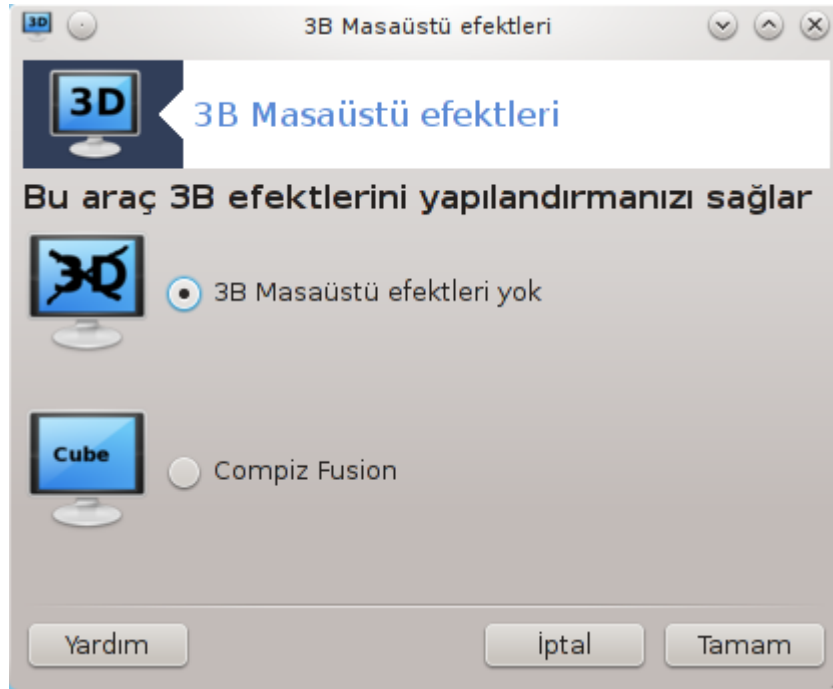 3D
3B Masaüstü efektleri
3D
3B Masaüstü efektleri
Bu araç 3B efektlerini yapılandırmanızı sağlar
3D
3B Masaüstü efektleri yok
Cube
Compiz Fusion
Yardım
İptal
Tamam